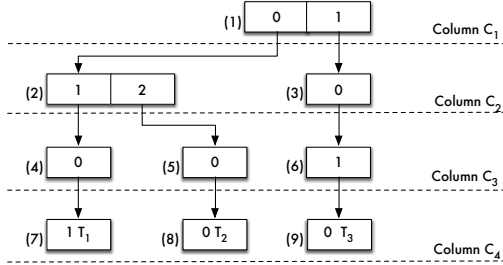 (1) 0 1
Column C1
(2) 1 2 (3) 0
Column C2
(4) 0 (5) 0 (6) 1
Column C3
(7) 1 T1 (8) 0 T2 (9) 0 T3
Column C4